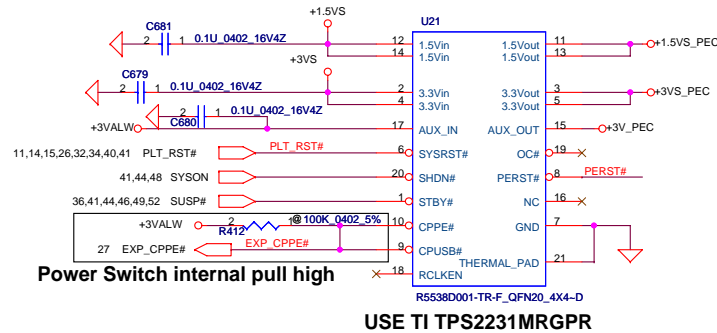 +1.5VS
U21
C681
0.1U_0402_16V4Z
2 1
12 1.5Vin 1.5Vout 11 +1.5VS_PEC
14 1.5Vin 1.5Vout 13
+3VS
C679
0.1U_0402_16V4Z
2 1
2 3.3Vin 3.3Vout 3 +3VS_PEC
4 3.3Vin 3.3Vout 5
2 1 0.1U_0402_16V4Z
+3VALW C680
17 AUX_IN AUX_OUT 15 +3V_PEC
11,14,15,26,32,34,40,41 PLT_RST# PLT_RST# 6 SYSRST# OC# 19
41,44,48 SYSON 20 SHDN# PERST# 8 PERST#
36,41,44,46,49,52 SUSP# 1 STBY# NC 16
+3VALW 2 1 @100K_0402_5% 10 CPPE# GND 7
R412
27 EXP_CPPE# EXP_CPPE# 9 CPUSB#
Power Switch internal pull high
THERMAL_PAD 21
18 RCLKEN
R5538D001-TR-F_QFN20_4X4~D
USE TI TPS2231MRGPR